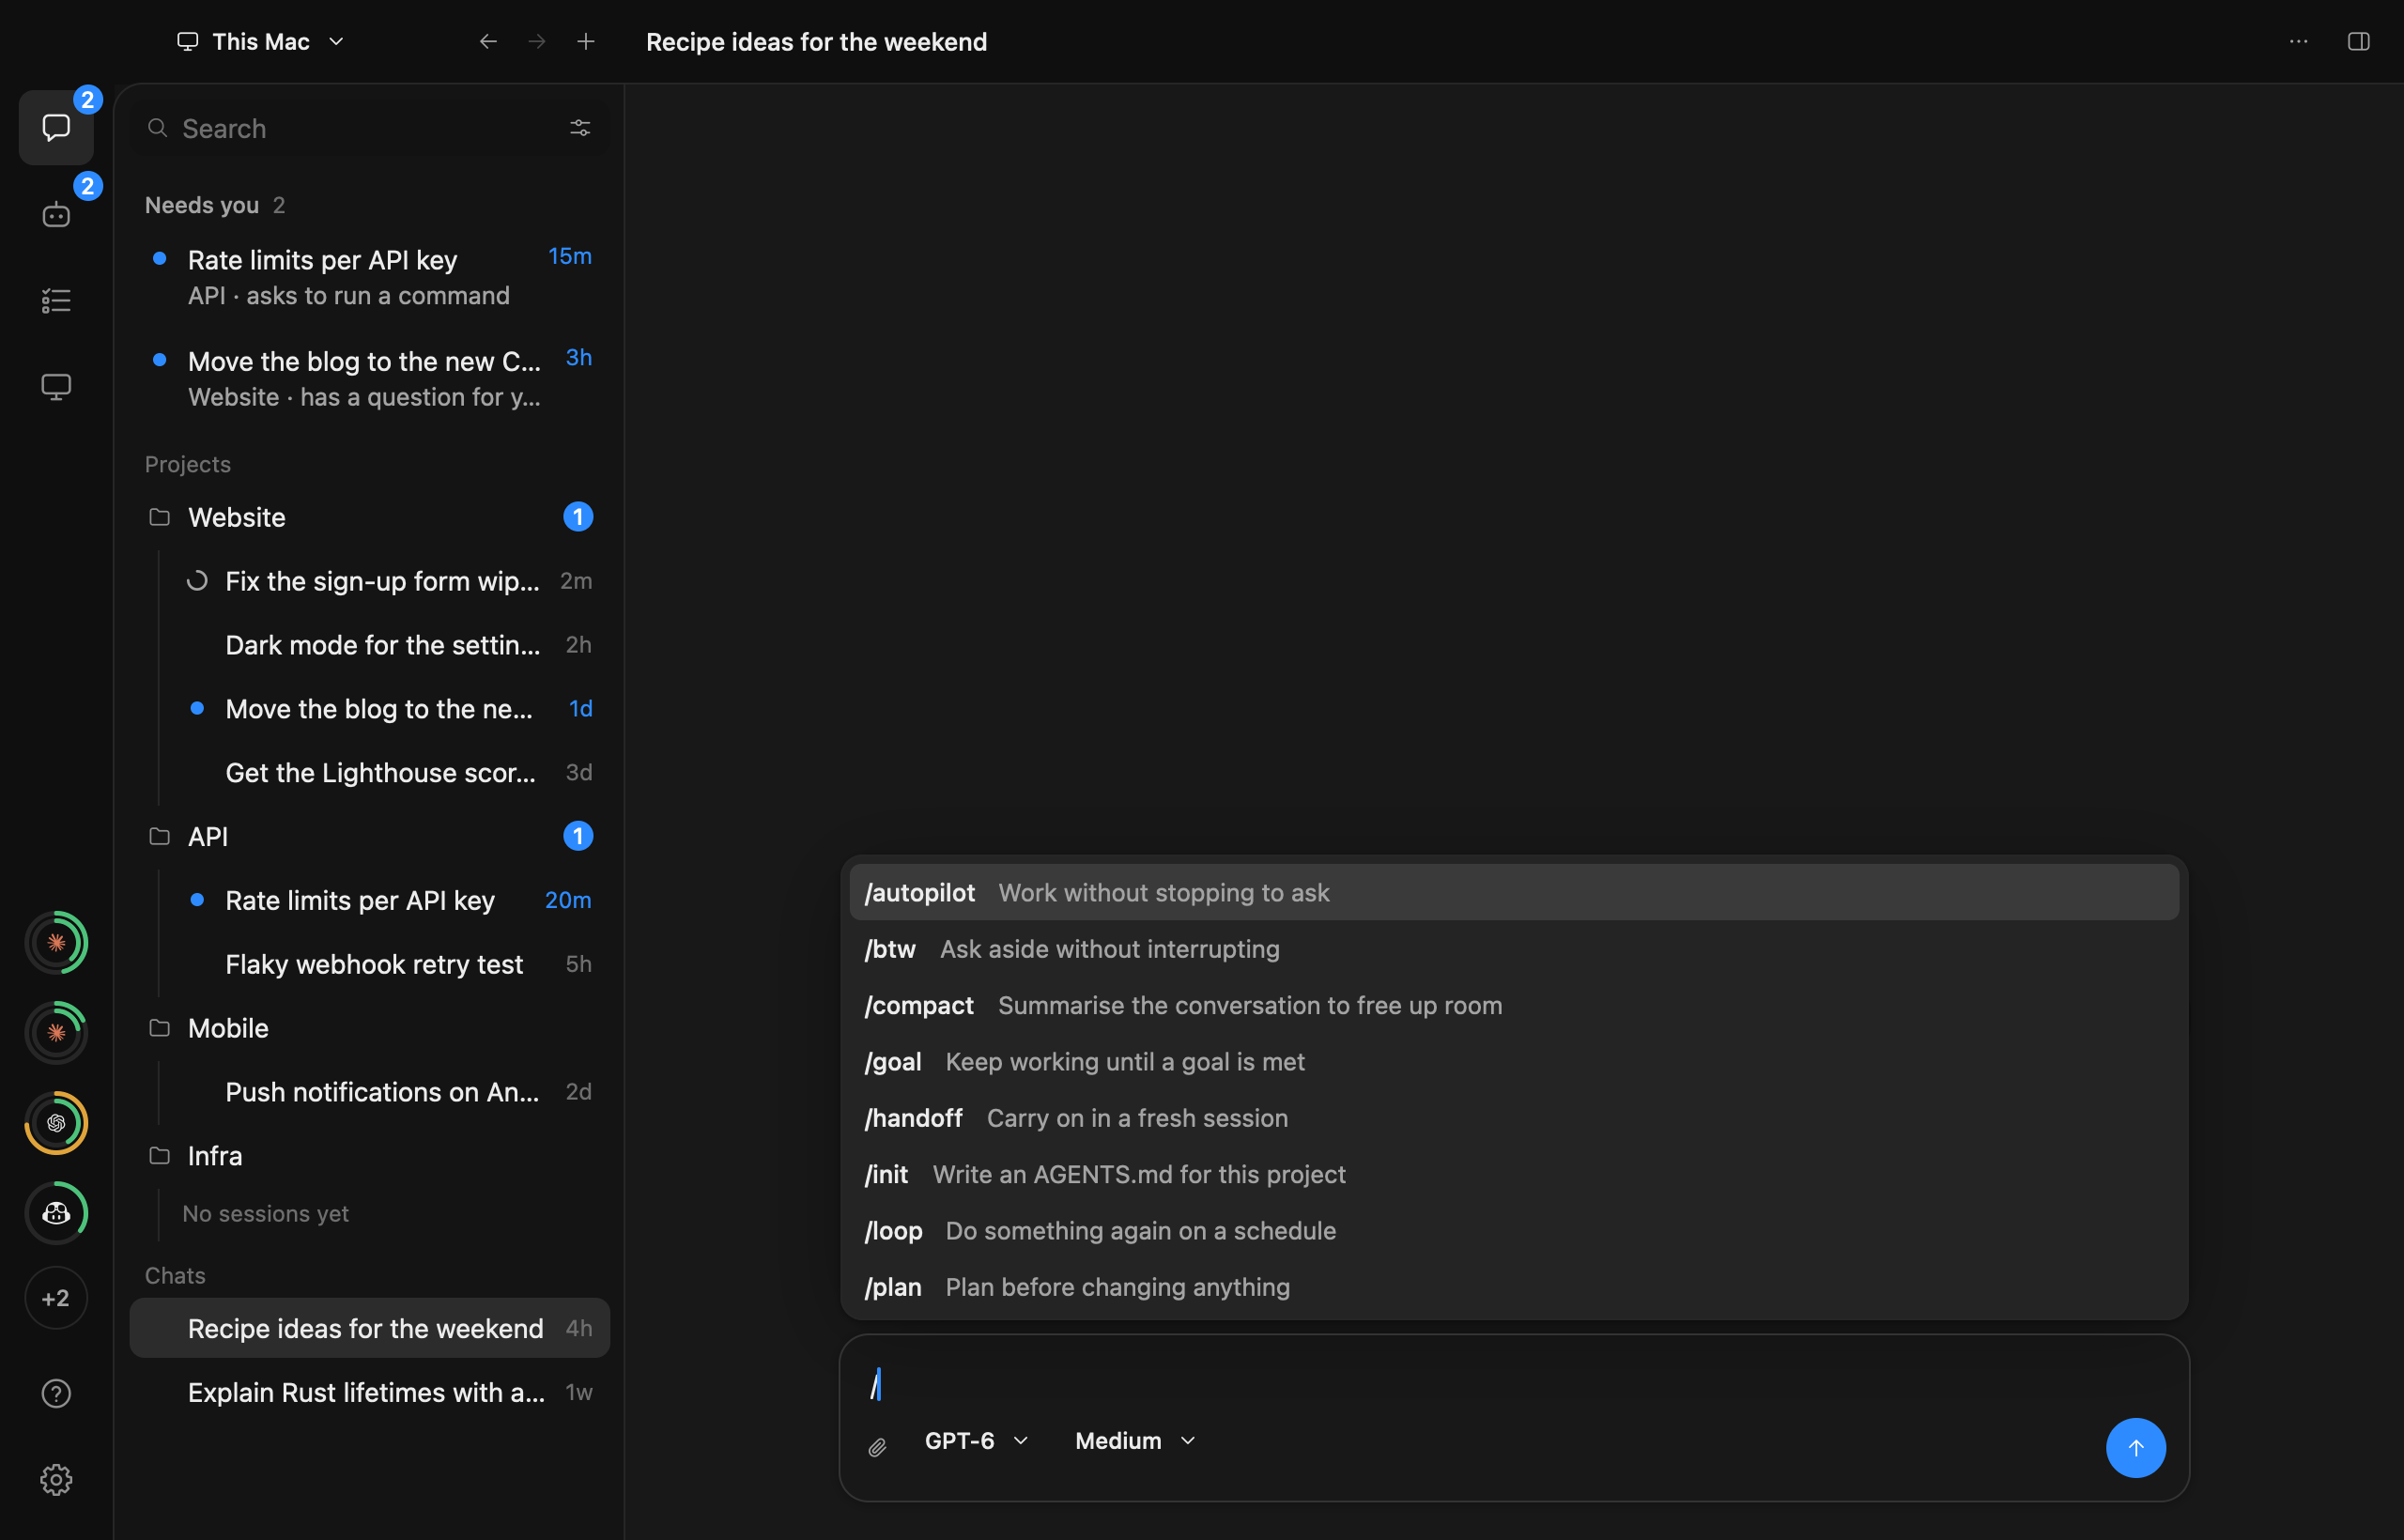 This Mac
Recipe ideas for the weekend
2
2
Search
Needs you 2
Rate limits per API key 15m
API · asks to run a command
Move the blog to the new C... 3h
Website · has a question for y...
Projects
Website 1
Fix the sign-up form wip... 2m
Dark mode for the settin... 2h
Move the blog to the ne... 1d
Get the Lighthouse scor... 3d
API 1
Rate limits per API key 20m
Flaky webhook retry test 5h
Mobile
Push notifications on An... 2d
Infra
No sessions yet
Chats
Recipe ideas for the weekend 4h
Explain Rust lifetimes with a... 1w
+2
/autopilot Work without stopping to ask
/btw Ask aside without interrupting
/compact Summarise the conversation to free up room
/goal Keep working until a goal is met
/handoff Carry on in a fresh session
/init Write an AGENTS.md for this project
/loop Do something again on a schedule
/plan Plan before changing anything
/
GPT-6 Medium